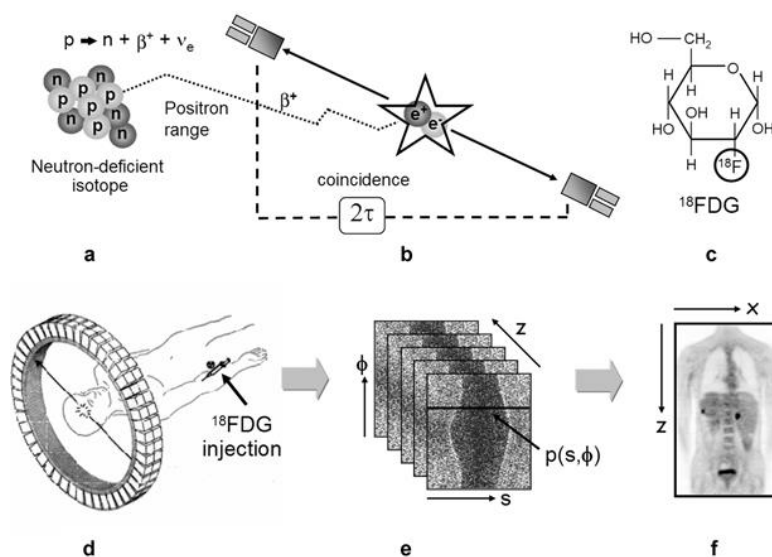 p → n + β⁺ + νₑ
n
n
p
p
n
p
p
p
n
n
p
n
Positron
range
Neutron-deficient
isotope
a
β⁺
e⁺
e⁻
coincidence
2τ
b
HO—CH₂
O
H
H
H
H
OH
HO
OH
H
¹⁸F
¹⁸FDG
c
¹⁸FDG
injection
d
z
ϕ
p(s,ϕ)
s
e
x
z
f